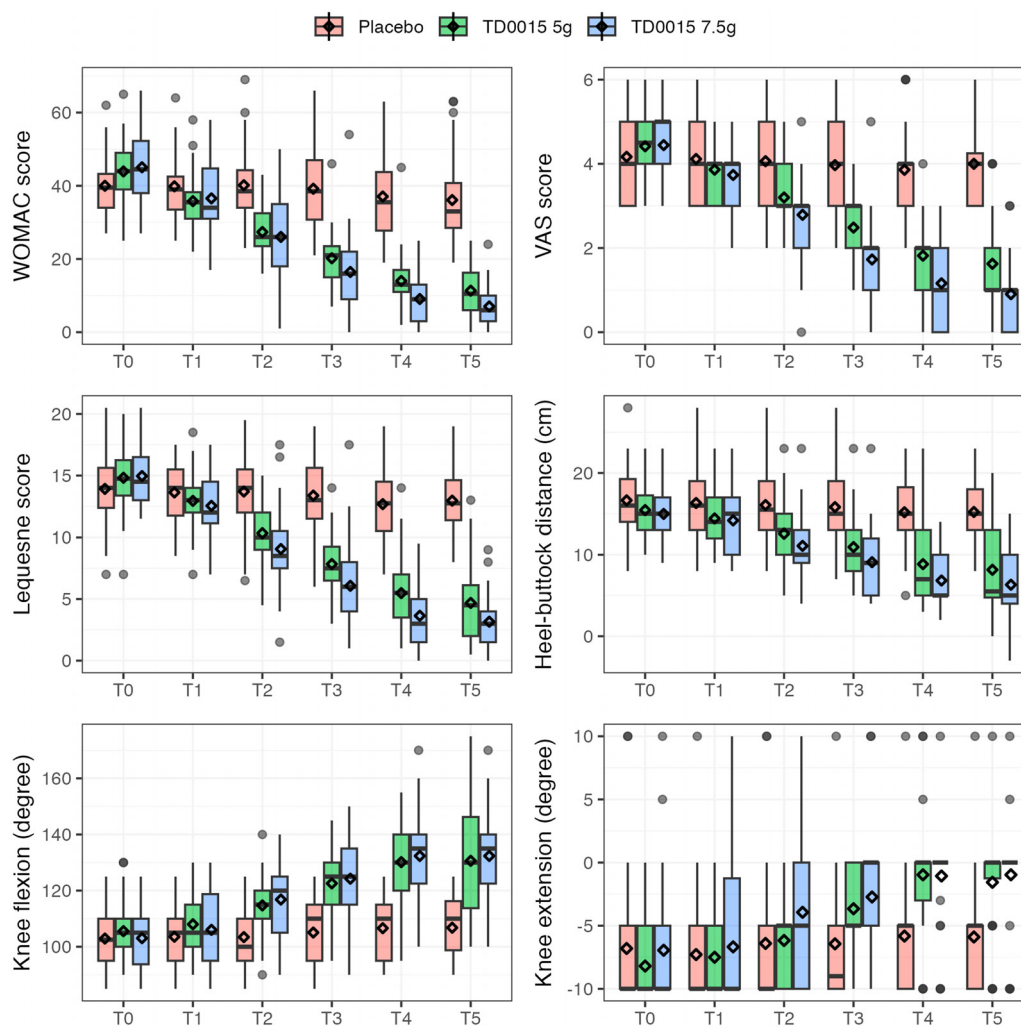 Placebo TD0015 5g TD0015 7.5g
WOMAC score
60
40
20
0
T0 T1 T2 T3 T4 T5
VAS score
6
4
2
0
T0 T1 T2 T3 T4 T5
Lequesne score
20
15
10
5
0
T0 T1 T2 T3 T4 T5
Heel-buttock distance (cm)
20
10
0
T0 T1 T2 T3 T4 T5
Knee flexion (degree)
160
140
120
100
T0 T1 T2 T3 T4 T5
Knee extension (degree)
10
5
0
-5
-10
T0 T1 T2 T3 T4 T5